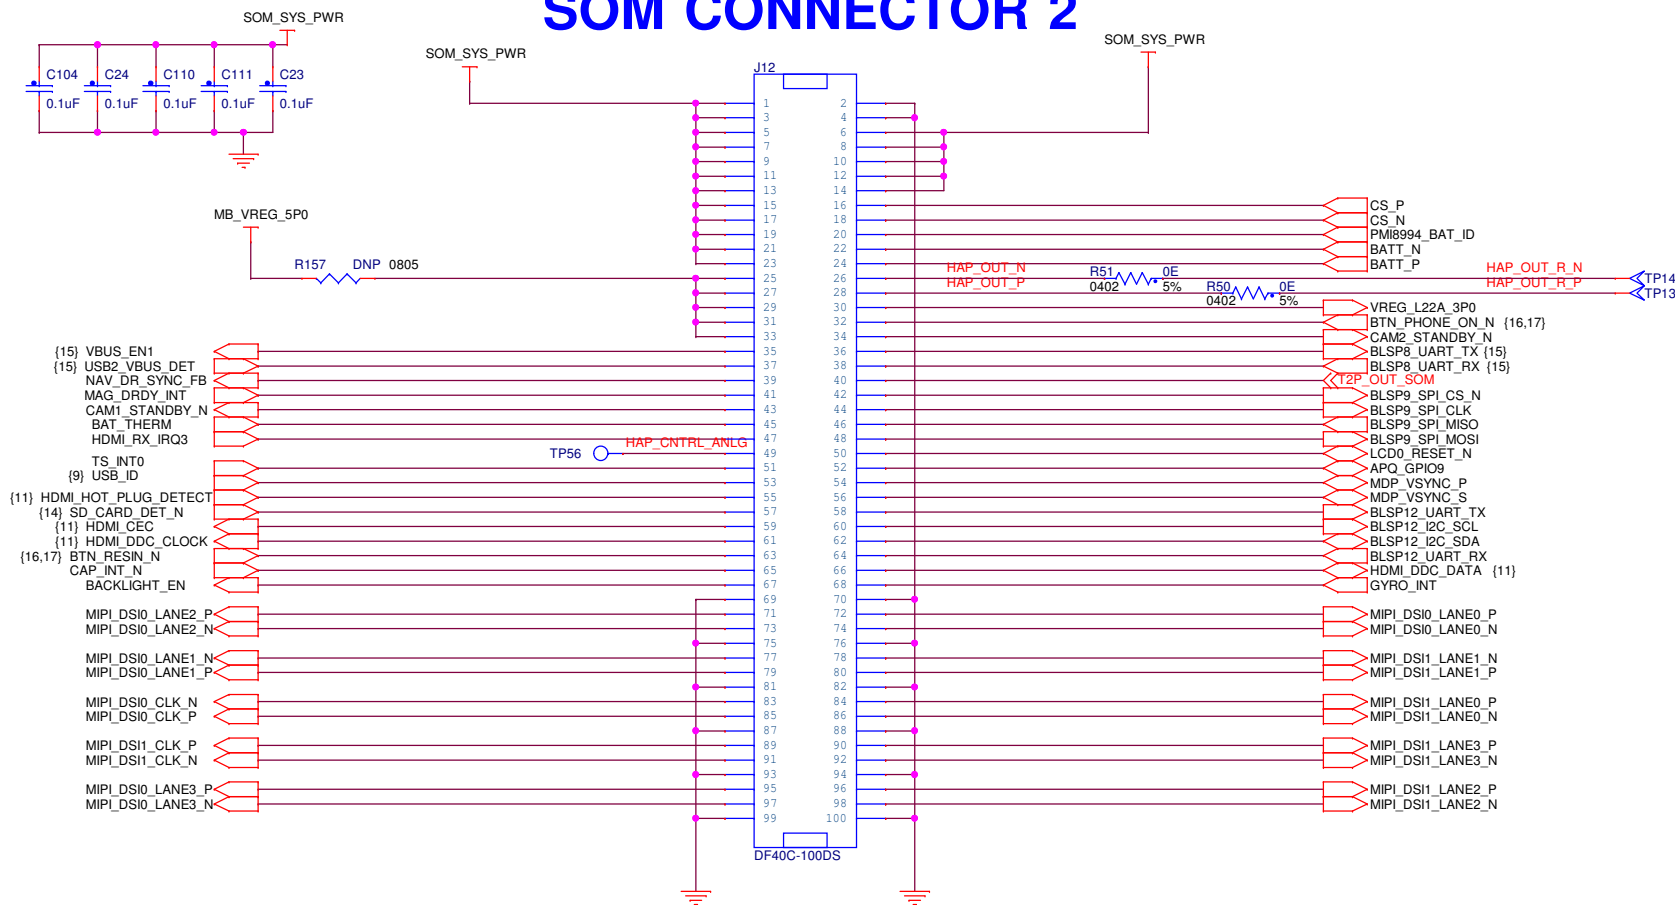 SOM CONNECTOR 2
SOM_SYS_PWR
C104 C24 C110 C111 C23
0.1uF 0.1uF 0.1uF 0.1uF 0.1uF
SOM_SYS_PWR
SOM_SYS_PWR
MB_VREG_5P0
R157 DNP 0805
J12
1 2
3 4
5 6
7 8
9 10
11 12
13 14
15 16 CS_P
17 18 CS_N
19 20 PMI8994_BAT_ID
21 22 BATT_N
23 24 BATT_P
25 26 HAP_OUT_N R51 0E 0402 5% HAP_OUT_R_N TP14
27 28 HAP_OUT_P R50 0E 0402 5% HAP_OUT_R_P TP13
29 30 VREG_L22A_3P0
31 32 BTN_PHONE_ON_N {16,17}
33 34 CAM2_STANDBY_N
{15} VBUS_EN1 35 36 BLSP8_UART_TX {15}
{15} USB2_VBUS_DET 37 38 BLSP8_UART_RX {15}
NAV_DR_SYNC_FB 39 40 T2P_OUT_SOM
MAG_DRDY_INT 41 42 BLSP9_SPI_CS_N
CAM1_STANDBY_N 43 44 BLSP9_SPI_CLK
BAT_THERM 45 46 BLSP9_SPI_MISO
HDMI_RX_IRQ3 47 48 BLSP9_SPI_MOSI
TP56 HAP_CNTRL_ANLG 49 50 LCD0_RESET_N
TS_INT0 51 52 APQ_GPIO9
{9} USB_ID 53 54 MDP_VSYNC_P
{11} HDMI_HOT_PLUG_DETECT 55 56 MDP_VSYNC_S
{14} SD_CARD_DET_N 57 58 BLSP12_UART_TX
{11} HDMI_CEC 59 60 BLSP12_I2C_SCL
{11} HDMI_DDC_CLOCK 61 62 BLSP12_I2C_SDA
{16,17} BTN_RESIN_N 63 64 BLSP12_UART_RX
CAP_INT_N 65 66 HDMI_DDC_DATA {11}
BACKLIGHT_EN 67 68 GYRO_INT
69 70
MIPI_DSI0_LANE2_P 71 72 MIPI_DSI0_LANE0_P
MIPI_DSI0_LANE2_N 73 74 MIPI_DSI0_LANE0_N
75 76
MIPI_DSI0_LANE1_N 77 78 MIPI_DSI1_LANE1_N
MIPI_DSI0_LANE1_P 79 80 MIPI_DSI1_LANE1_P
81 82
MIPI_DSI0_CLK_N 83 84 MIPI_DSI1_LANE0_P
MIPI_DSI0_CLK_P 85 86 MIPI_DSI1_LANE0_N
87 88
MIPI_DSI1_CLK_P 89 90 MIPI_DSI1_LANE3_P
MIPI_DSI1_CLK_N 91 92 MIPI_DSI1_LANE3_N
93 94
MIPI_DSI0_LANE3_P 95 96 MIPI_DSI1_LANE2_P
MIPI_DSI0_LANE3_N 97 98 MIPI_DSI1_LANE2_N
99 100
DF40C-100DS